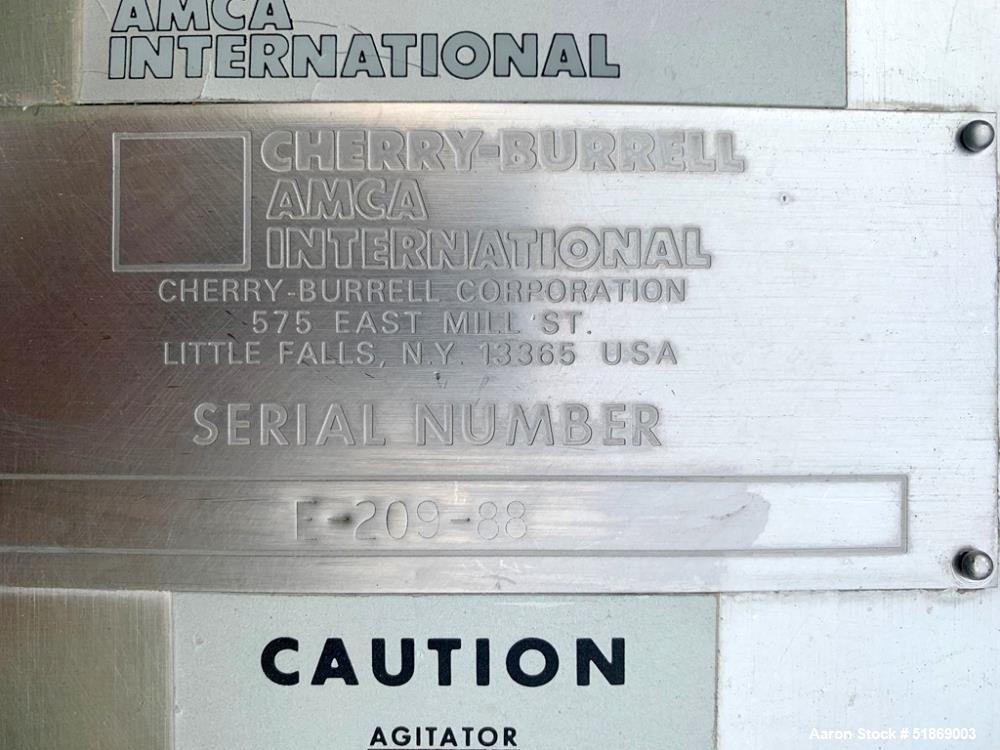 AMCA
INTERNATIONAL
CHERRY-BURRELL
AMCA
INTERNATIONAL
CHERRY-BURRELL CORPORATION
575 EAST MILL ST.
LITTLE FALLS, N.Y. 13365 USA
SERIAL NUMBER
E-209-88
CAUTION
AGITATOR
Aaron Stock # 51869003